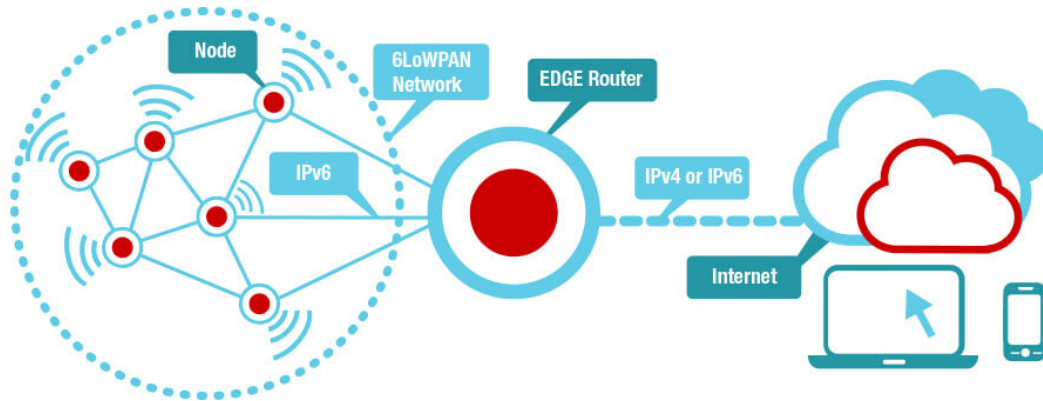 Node
6LoWPAN
Network
EDGE Router
IPv6
IPv4 or IPv6
Internet